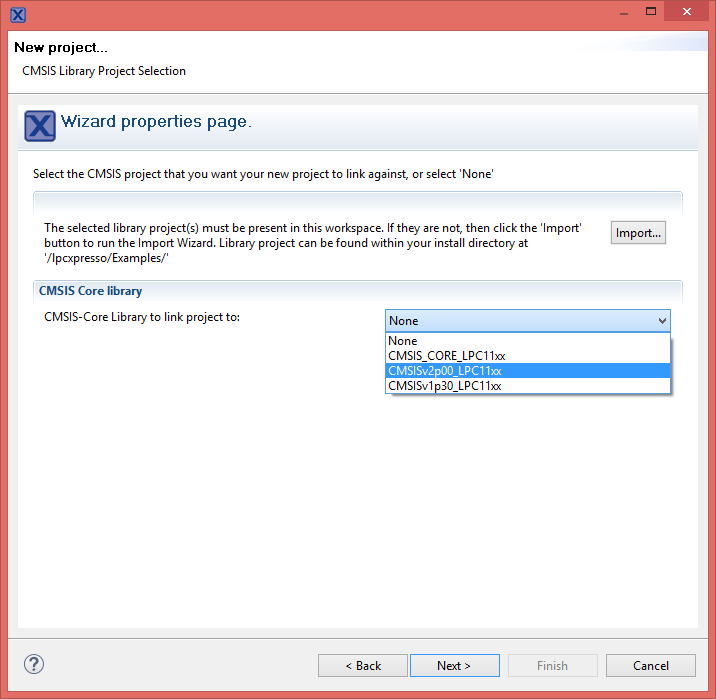 New project...
CMSIS Library Project Selection
Wizard properties page.
Select the CMSIS project that you want your new project to link against, or select 'None'
The selected library project(s) must be present in this workspace. If they are not, then click the 'Import'
button to run the Import Wizard. Library project can be found within your install directory at
'/lpcxpresso/Examples/'
Import...
CMSIS Core library
CMSIS-Core Library to link project to:
None
None
CMSIS_CORE_LPC11xx
CMSISv2p00_LPC11xx
CMSISv1p30_LPC11xx
< Back
Next >
Finish
Cancel